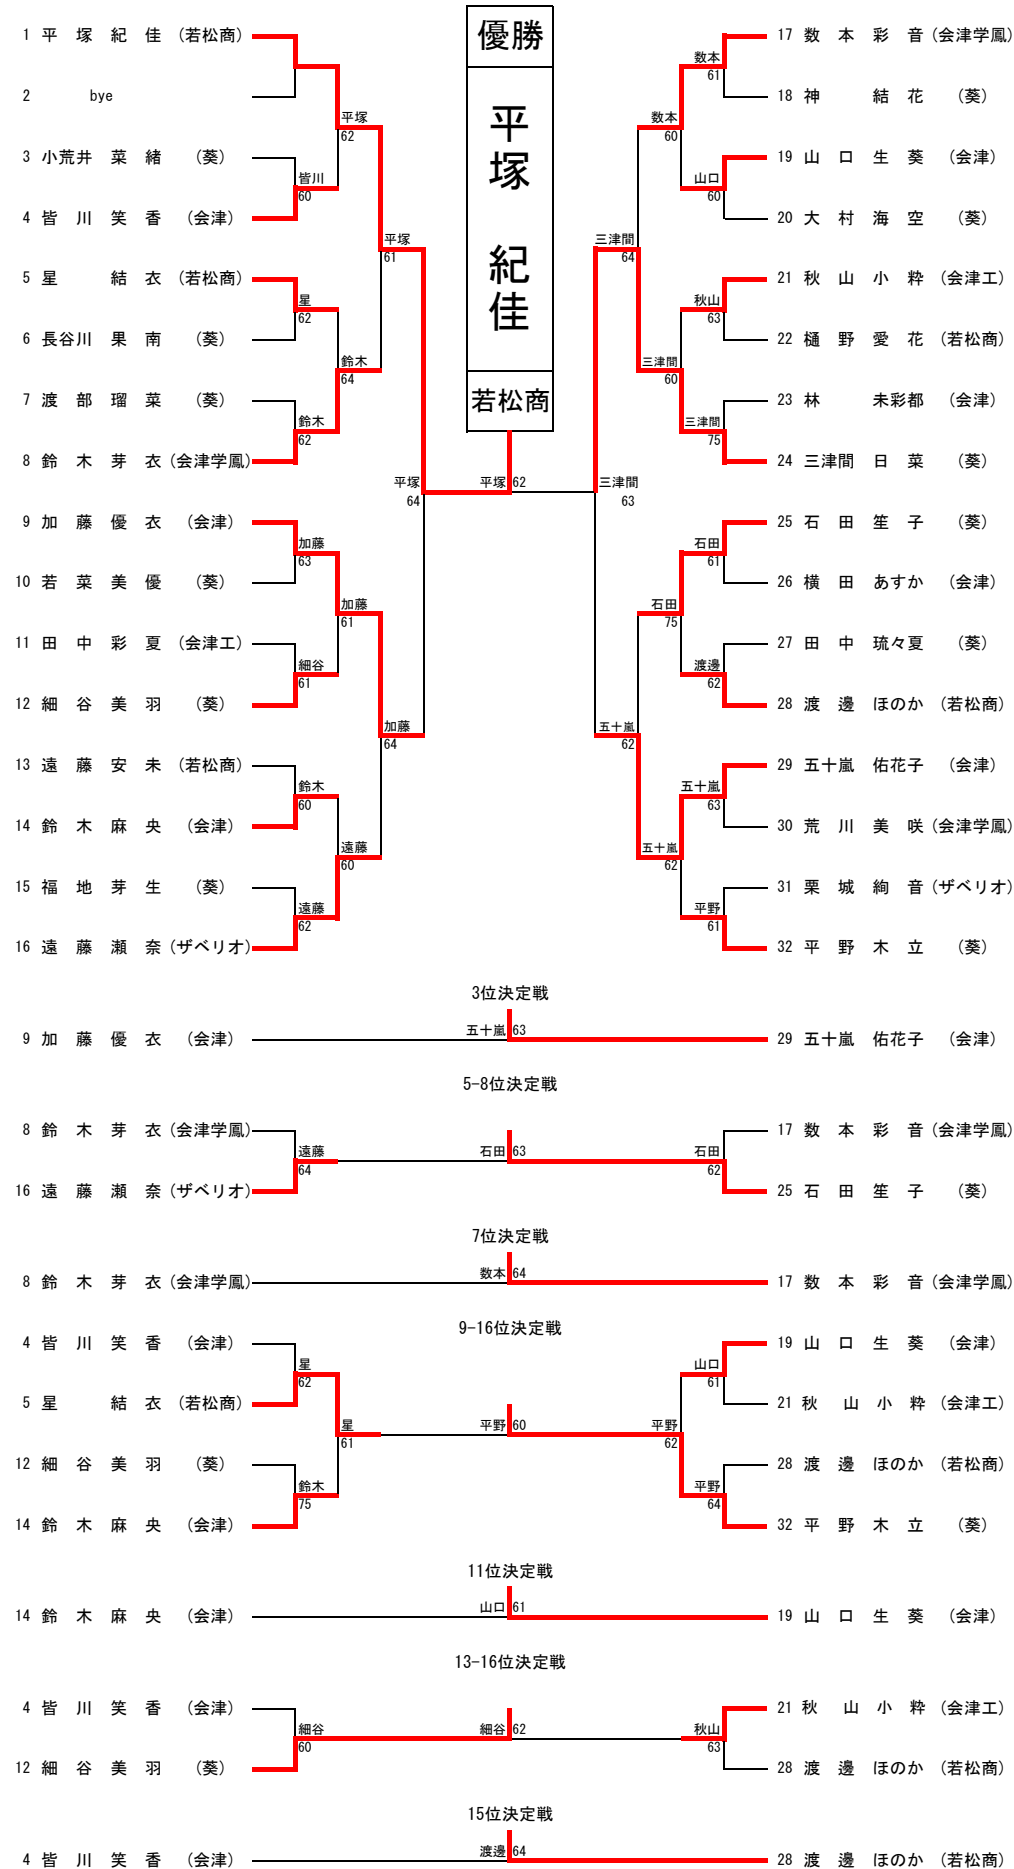 優勝
平塚 紀佳
若松商
1 平塚紀佳 (若松商)
2 bye
3 小荒井菜緒 (葵)
4 皆川笑香 (会津)
5 星結衣 (若松商)
6 長谷川果南 (葵)
7 渡部瑠菜 (葵)
8 鈴木芽衣 (会津学鳳)
9 加藤優衣 (会津)
10 若菜美優 (葵)
11 田中彩夏 (会津工)
12 細谷美羽 (葵)
13 遠藤安未 (若松商)
14 鈴木麻央 (会津)
15 福地芽生 (葵)
16 遠藤瀬奈 (ザベリオ)
皆川 60
星 62
鈴木 62
加藤 63
細谷 61
鈴木 60
遠藤 62
平塚 62
鈴木 64
加藤 61
遠藤 60
平塚 61
加藤 64
平塚 64
平塚 62
三津間 63
三津間 64
五十嵐 62
数本 60
三津間 60
石田 75
五十嵐 62
数本 61
山口 60
秋山 63
三津間 75
石田 61
渡邊 62
五十嵐 63
平野 61
17 数本彩音 (会津学鳳)
18 神結花 (葵)
19 山口生葵 (会津)
20 大村海空 (葵)
21 秋山小粋 (会津工)
22 樋野愛花 (若松商)
23 林未彩都 (会津)
24 三津間日菜 (葵)
25 石田笙子 (葵)
26 横田あすか (会津)
27 田中琉々夏 (葵)
28 渡邊ほのか (若松商)
29 五十嵐佑花子 (会津)
30 荒川美咲 (会津学鳳)
31 栗城絢音 (ザベリオ)
32 平野木立 (葵)
3位決定戦
9 加藤優衣 (会津)
五十嵐 63
29 五十嵐佑花子 (会津)
5-8位決定戦
8 鈴木芽衣 (会津学鳳)
16 遠藤瀬奈 (ザベリオ)
遠藤 64
石田 63
石田 62
17 数本彩音 (会津学鳳)
25 石田笙子 (葵)
7位決定戦
8 鈴木芽衣 (会津学鳳)
数本 64
17 数本彩音 (会津学鳳)
9-16位決定戦
4 皆川笑香 (会津)
5 星結衣 (若松商)
12 細谷美羽 (葵)
14 鈴木麻央 (会津)
星 62
鈴木 75
星 61
平野 60
平野 62
山口 61
平野 64
19 山口生葵 (会津)
21 秋山小粋 (会津工)
28 渡邊ほのか (若松商)
32 平野木立 (葵)
11位決定戦
14 鈴木麻央 (会津)
山口 61
19 山口生葵 (会津)
13-16位決定戦
4 皆川笑香 (会津)
12 細谷美羽 (葵)
細谷 60
細谷 62
秋山 63
21 秋山小粋 (会津工)
28 渡邊ほのか (若松商)
15位決定戦
4 皆川笑香 (会津)
渡邊 64
28 渡邊ほのか (若松商)